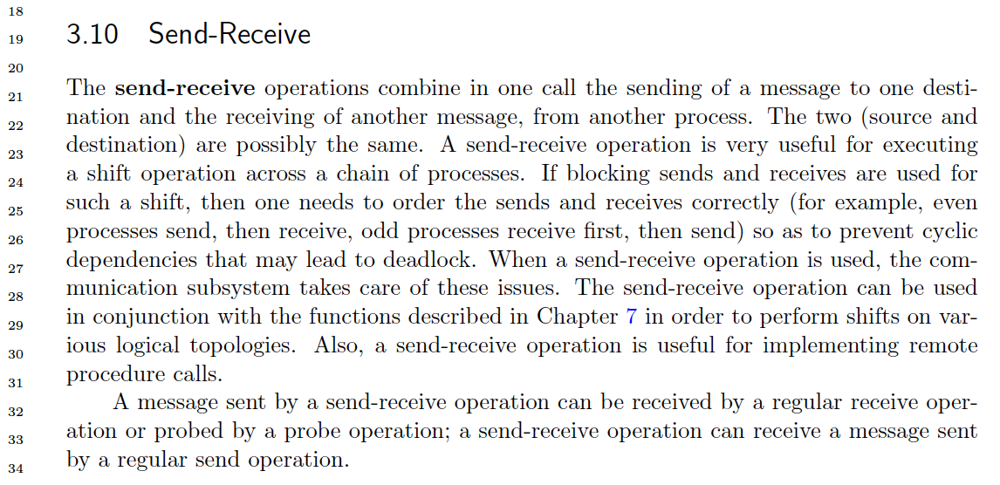 18
19 3.10 Send-Receive
20
21 The send-receive operations combine in one call the sending of a message to one desti-
22 nation and the receiving of another message, from another process. The two (source and
23 destination) are possibly the same. A send-receive operation is very useful for executing
24 a shift operation across a chain of processes. If blocking sends and receives are used for
25 such a shift, then one needs to order the sends and receives correctly (for example, even
26 processes send, then receive, odd processes receive first, then send) so as to prevent cyclic
27 dependencies that may lead to deadlock. When a send-receive operation is used, the com-
28 munication subsystem takes care of these issues. The send-receive operation can be used
29 in conjunction with the functions described in Chapter 7 in order to perform shifts on var-
30 ious logical topologies. Also, a send-receive operation is useful for implementing remote
31 procedure calls.
32 A message sent by a send-receive operation can be received by a regular receive oper-
33 ation or probed by a probe operation; a send-receive operation can receive a message sent
34 by a regular send operation.